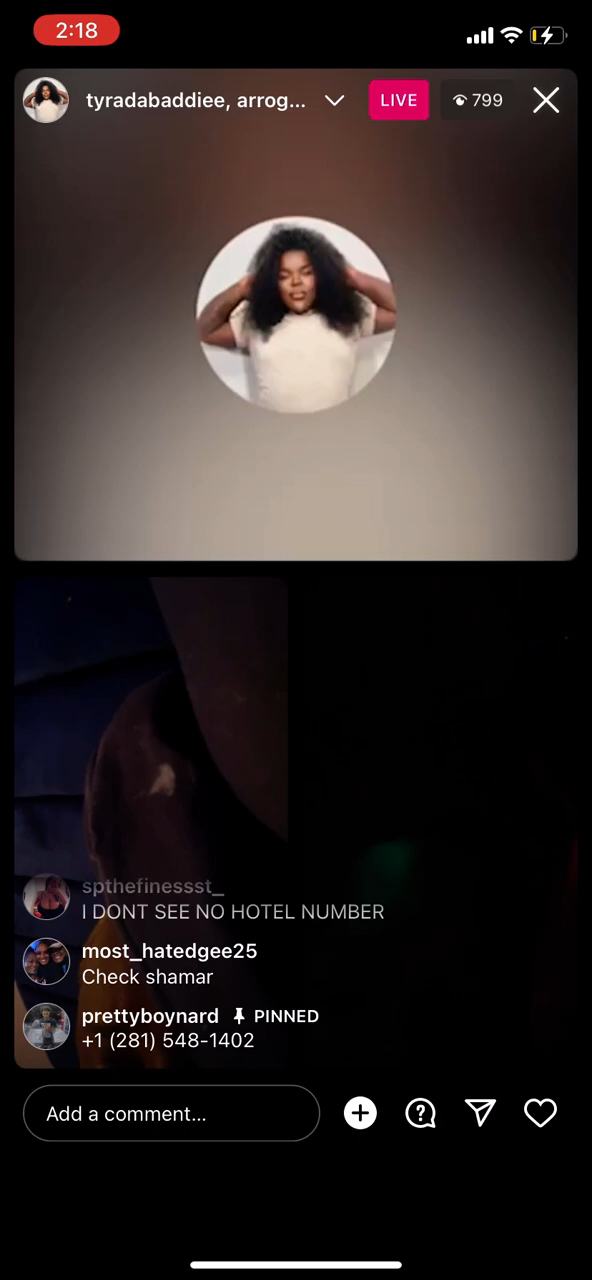 2:18
tyradabaddiee, arrog...
LIVE
799
spthefinessst_
I DONT SEE NO HOTEL NUMBER
most_hatedgee25
Check shamar
prettyboynard PINNED
+1 (281) 548-1402
Add a comment...